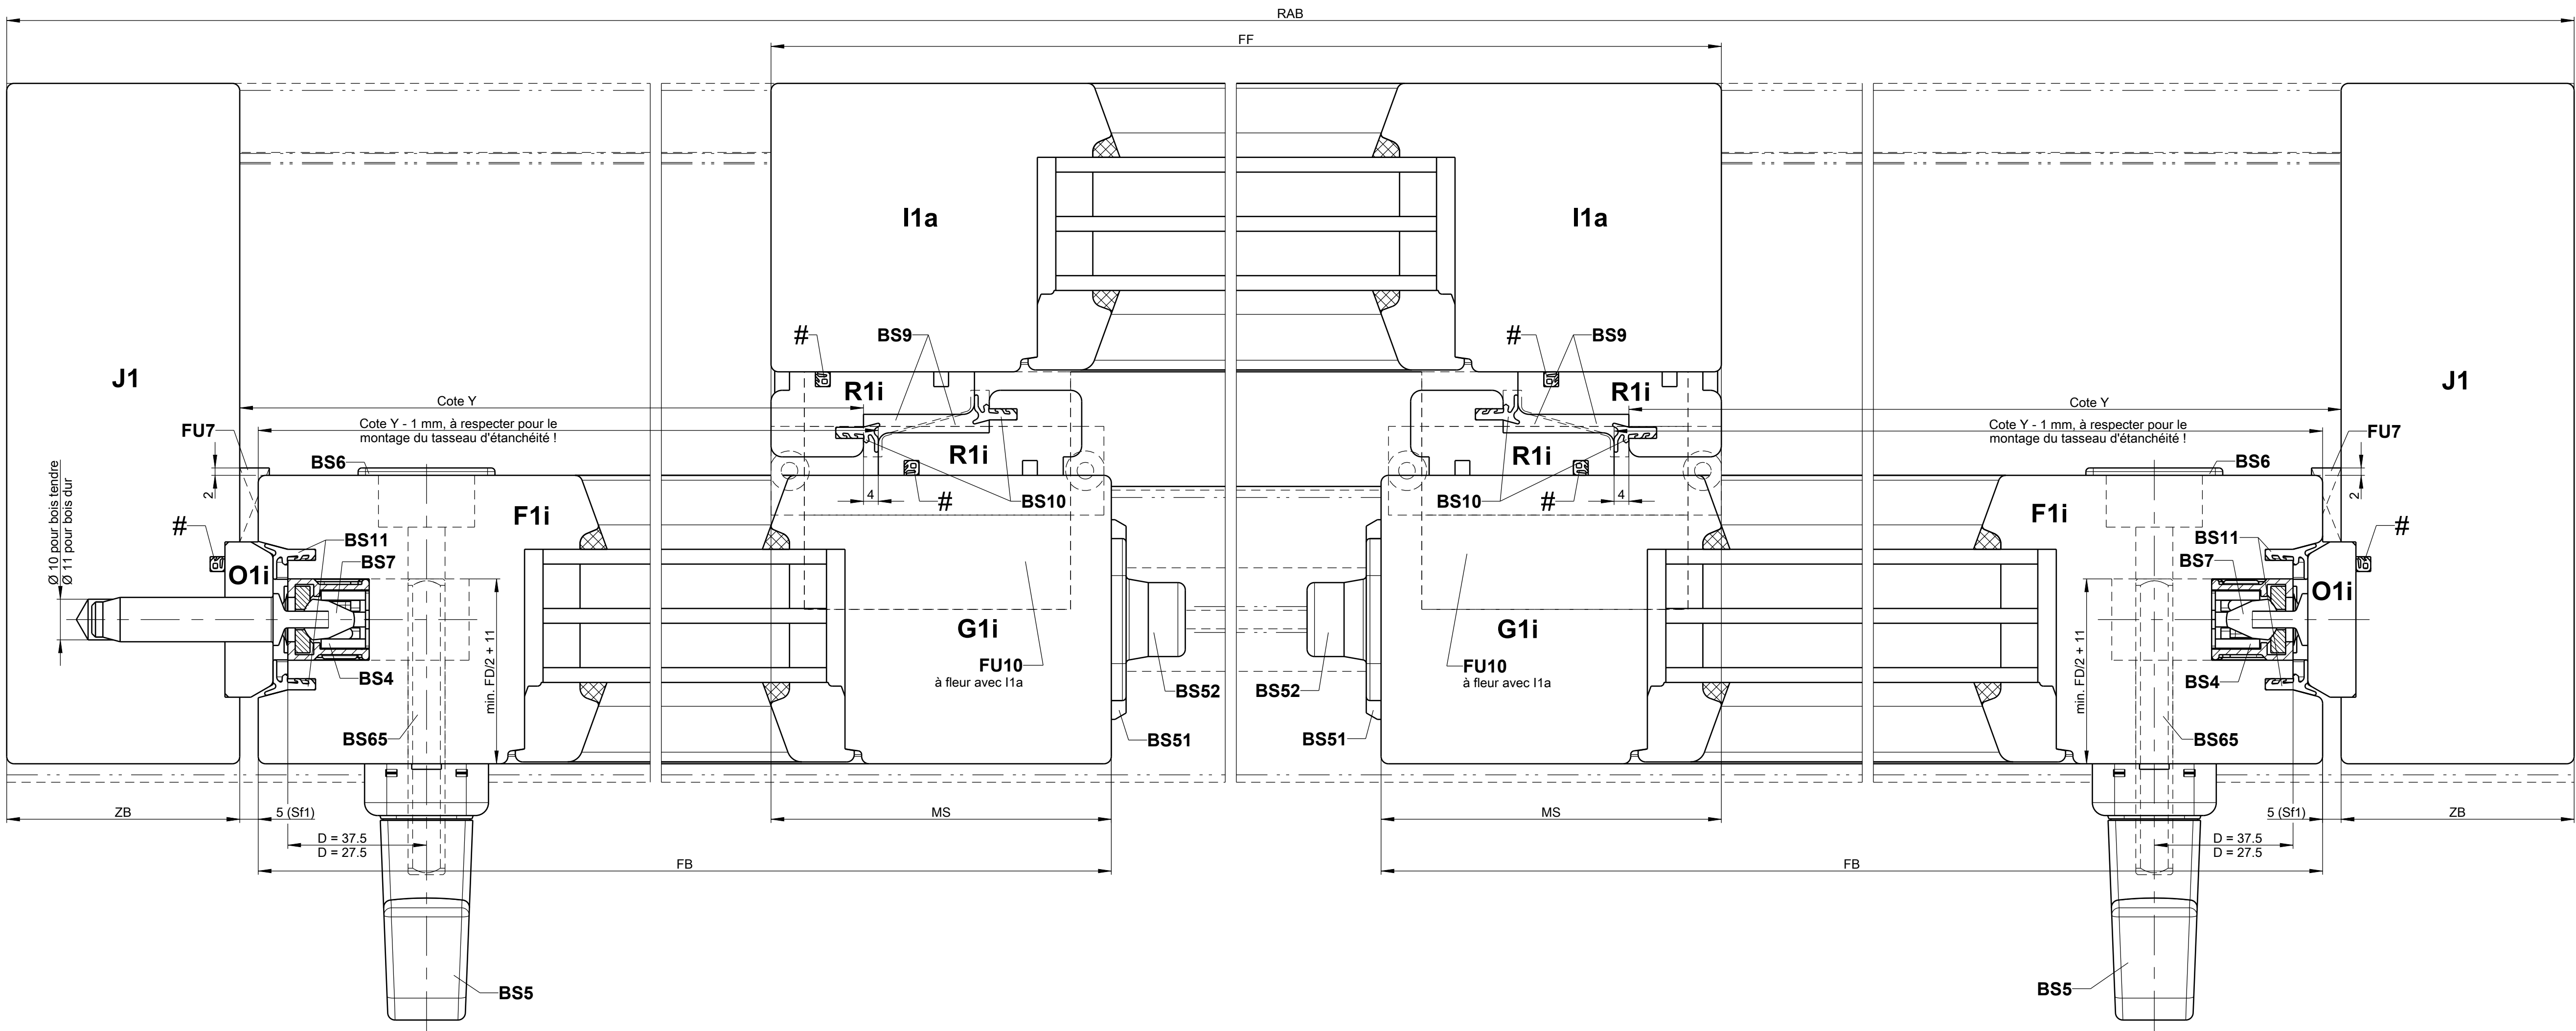 RAB
FF
I1a
I1a
#
BS9
#
BS9
J1
R1i
R1i
J1
Cote Y
Cote Y
Cote Y - 1 mm, à respecter pour le
montage du tasseau d'étanchéité !
Cote Y - 1 mm, à respecter pour le
montage du tasseau d'étanchéité !
FU7
FU7
BS6
R1i
R1i
BS6
2
4
4
2
BS10
#
BS10
#
F1i
F1i
#
#
BS11
BS11
BS7
BS7
O1i
O1i
Ø 10 pour bois tendre
Ø 11 pour bois dur
min. FD/2 + 11
min. FD/2 + 11
G1i
G1i
FU10
à fleur avec I1a
FU10
à fleur avec I1a
BS4
BS4
BS52
BS52
BS65
BS51
BS51
BS65
ZB
5 (Sf1)
MS
MS
5 (Sf1)
ZB
D = 37.5
D = 27.5
D = 37.5
D = 27.5
FB
FB
BS5
BS5